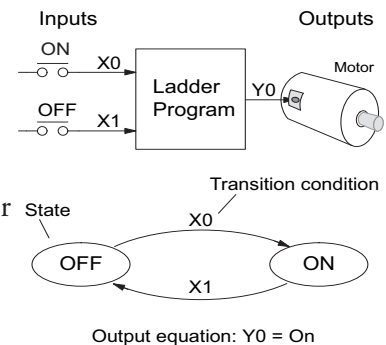 Inputs Outputs
ON
X0
Ladder
Program
Y0
Motor
OFF
X1
Transition condition
r State
X0
OFF ON
X1
Output equation: Y0 = On